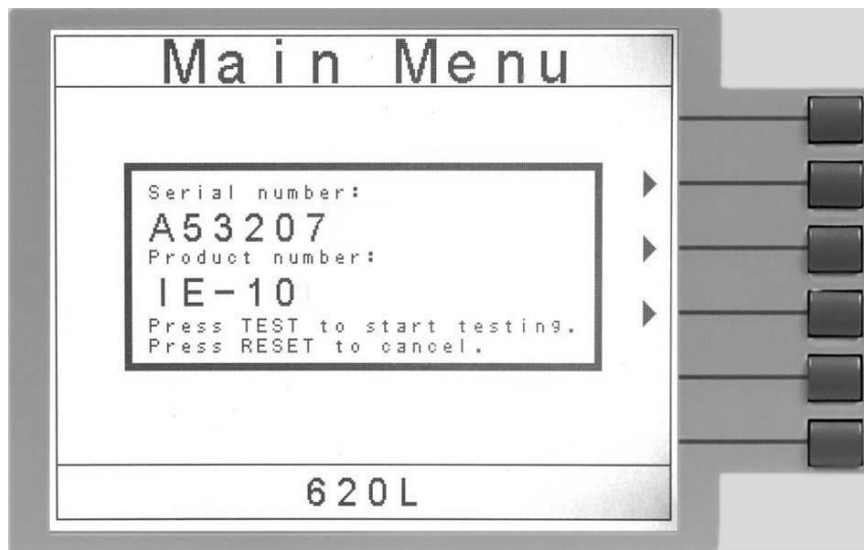 Main Menu
Serial number:
A53207
Product number:
IE-10
Press TEST to start testing.
Press RESET to cancel.
620L